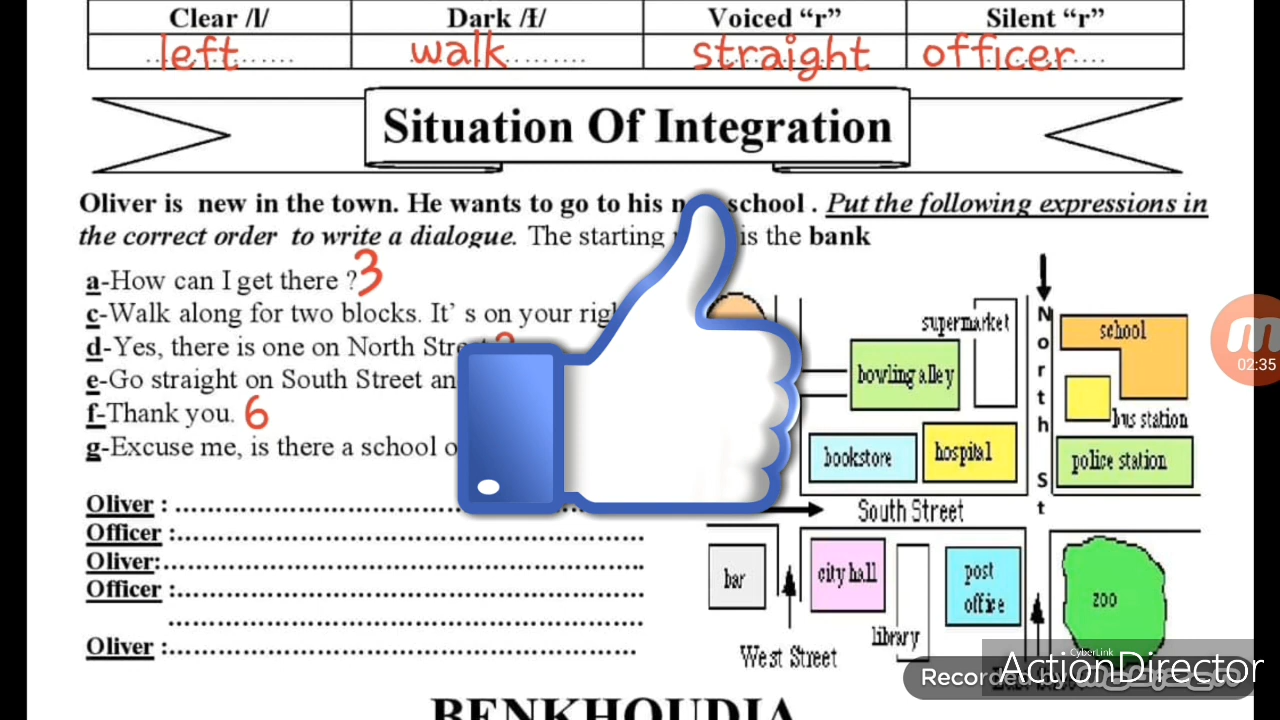 Clear /l/ Dark /ɫ/ Voiced “r” Silent “r”
left walk straight officer
Situation Of Integration
Oliver is new in the town. He wants to go to his school . Put the following expressions in
the correct order to write a dialogue. The starting is the bank
a-How can I get there ? 3
c-Walk along for two blocks. It’ s on your
d-Yes, there is one on North
e-Go straight on South Street
f-Thank you. 6
g-Excuse me, is there a school
Oliver : ........................
Officer :........................
Oliver:........................
Officer :........................
........................
Oliver :........................
supermarket
North St
school
bowling alley
bus station
bookstore
hospital
police station
South Street
bar
city hall
post
office
zoo
library
West Street
BENKHOUDJA
02:35
CyberLink
ActionDirector
Recorded by